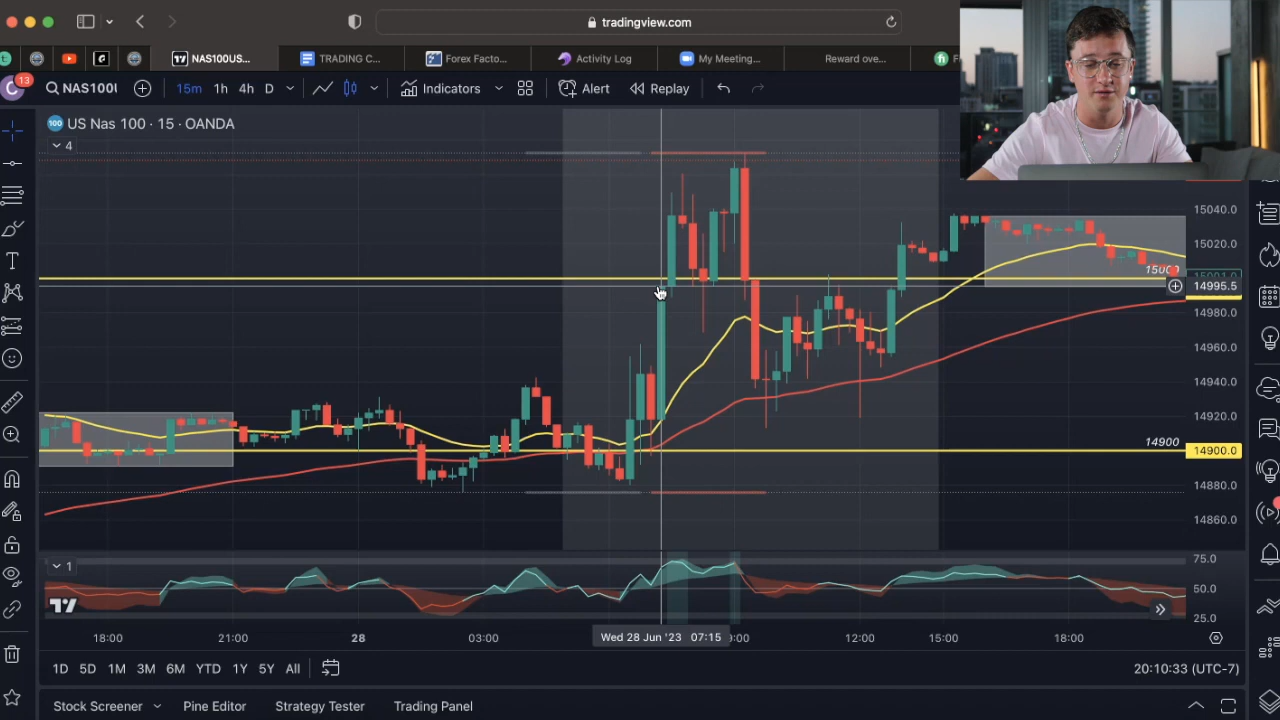 tradingview.com
NAS100US...
TRADING C...
Forex Facto...
Activity Log
My Meeting...
Reward ove...
13
NAS100
15m 1h 4h D
Indicators
Alert
Replay
US Nas 100 · 15 · OANDA
4
15040.0
15020.0
15000
15001.0
14995.5
14980.0
14960.0
14940.0
14920.0
14900
14900.0
14880.0
14860.0
1
75.0
50.0
25.0
18:00
21:00
28
03:00
Wed 28 Jun '23 07:15
9:00
12:00
15:00
18:00
1D 5D 1M 3M 6M YTD 1Y 5Y All
20:10:33 (UTC-7)
Stock Screener
Pine Editor
Strategy Tester
Trading Panel